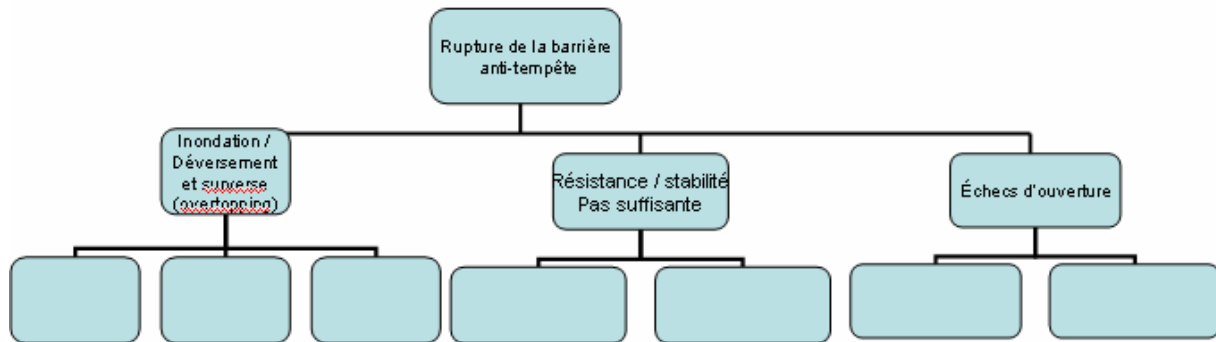 Rupture de la barrière
anti-tempête
Inondation /
Déversement
et surverse
(overtopping)
Résistance / stabilité
Pas suffisante
Échecs d'ouverture